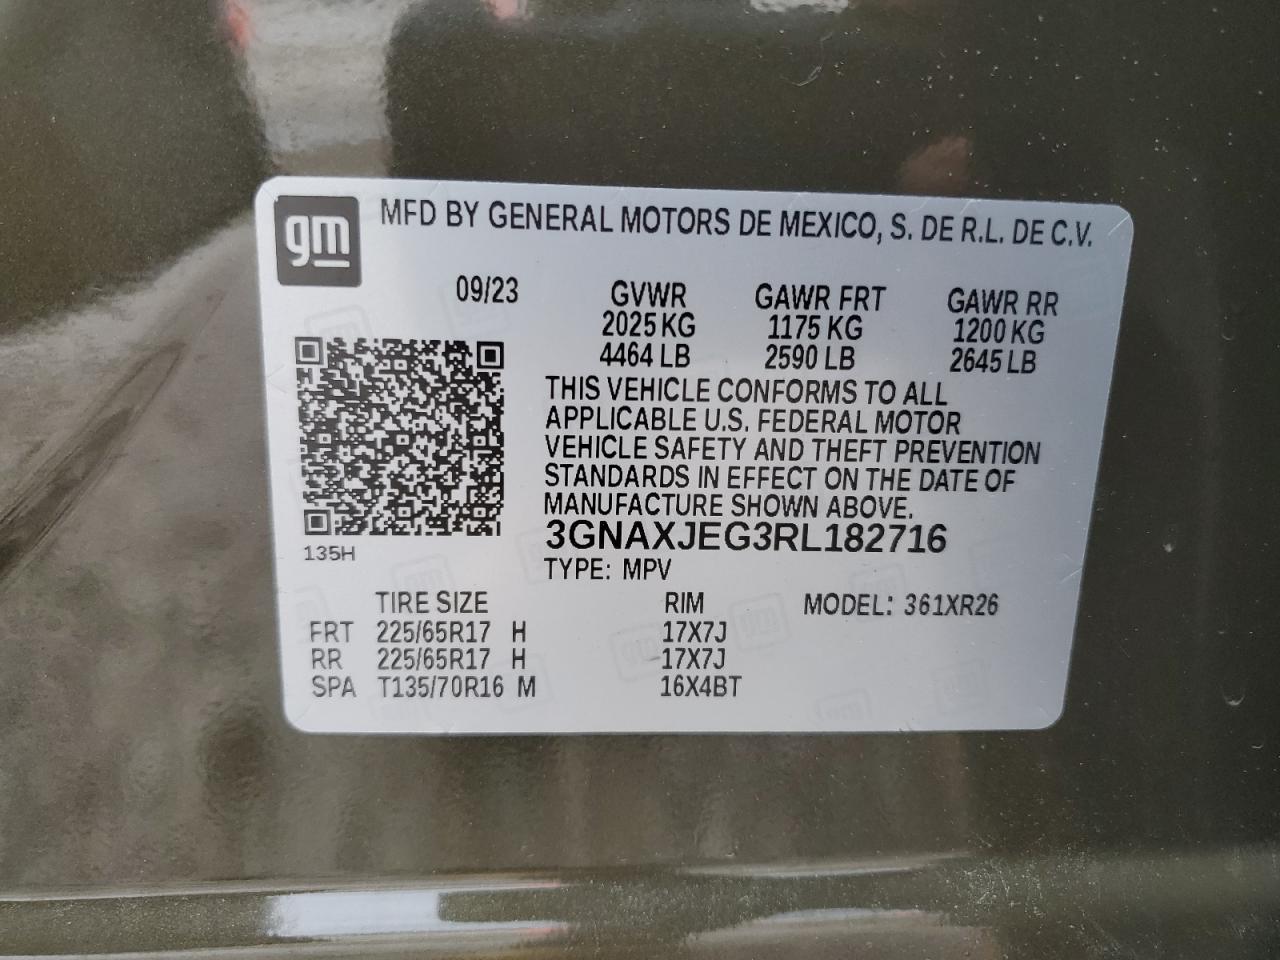 gm MFD BY GENERAL MOTORS DE MEXICO, S. DE R.L. DE C.V.
09/23 GVWR GAWR FRT GAWR RR
2025 KG 1175 KG 1200 KG
4464 LB 2590 LB 2645 LB
THIS VEHICLE CONFORMS TO ALL
APPLICABLE U.S. FEDERAL MOTOR
VEHICLE SAFETY AND THEFT PREVENTION
STANDARDS IN EFFECT ON THE DATE OF
MANUFACTURE SHOWN ABOVE.
3GNAXJEG3RL182716
135H
TYPE: MPV
TIRE SIZE RIM MODEL: 361XR26
FRT 225/65R17 H 17X7J
RR 225/65R17 H 17X7J
SPA T135/70R16 M 16X4BT